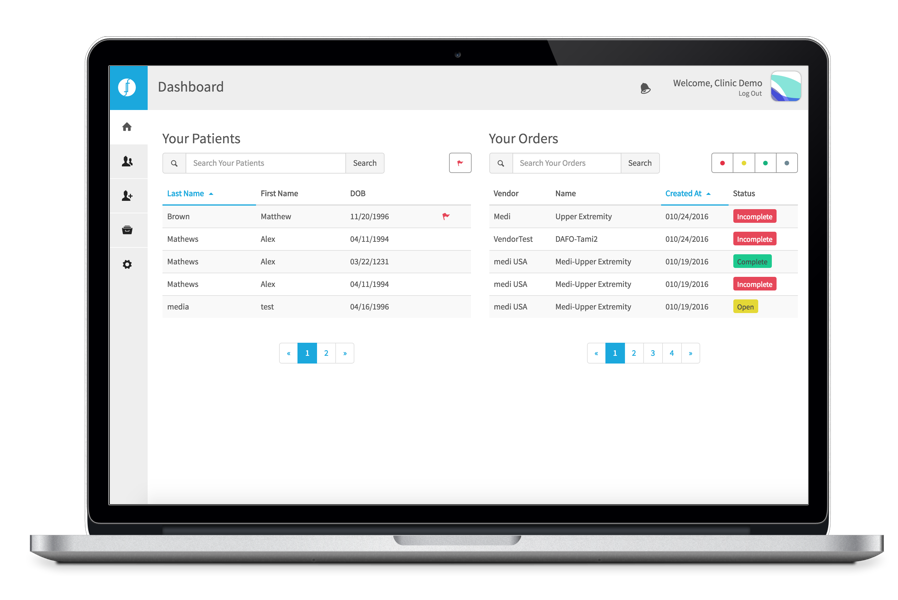 Dashboard
Welcome, Clinic Demo
Log Out
Your Patients
Search Your Patients
Search
Last Name
First Name
DOB
Brown Matthew 11/20/1996
Mathews Alex 04/11/1994
Mathews Alex 03/22/1231
Mathews Alex 04/11/1994
media test 04/16/1996
« 1 2 »
Your Orders
Search Your Orders
Search
Vendor Name Created At Status
Medi Upper Extremity 010/24/2016 Incomplete
VendorTest DAFO-Tami2 010/24/2016 Incomplete
medi USA Medi-Upper Extremity 010/19/2016 Complete
medi USA Medi-Upper Extremity 010/19/2016 Incomplete
medi USA Medi-Upper Extremity 010/19/2016 Open
« 1 2 3 4 »